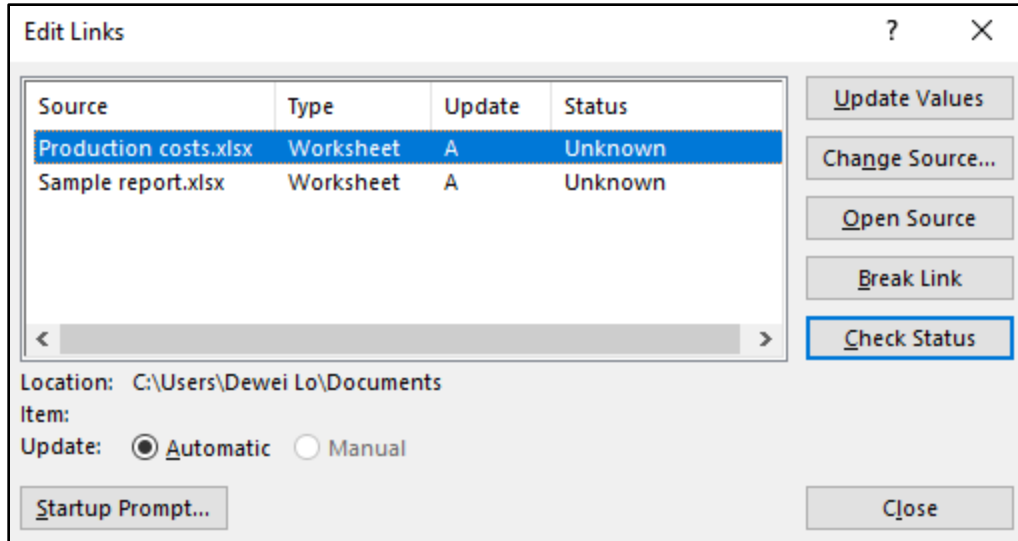 Edit Links ? ×
Source Type Update Status
Production costs.xlsx Worksheet A Unknown
Sample report.xlsx Worksheet A Unknown
Update Values
Change Source...
Open Source
Break Link
Check Status
Location: C:\Users\Dewei Lo\Documents
Item:
Update: Automatic Manual
Startup Prompt... Close